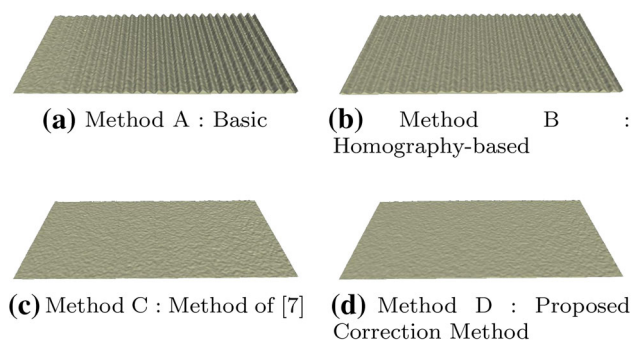 (a) Method A : Basic
(b) Method B :
Homography-based
(c) Method C : Method of [7]
(d) Method D : Proposed
Correction Method